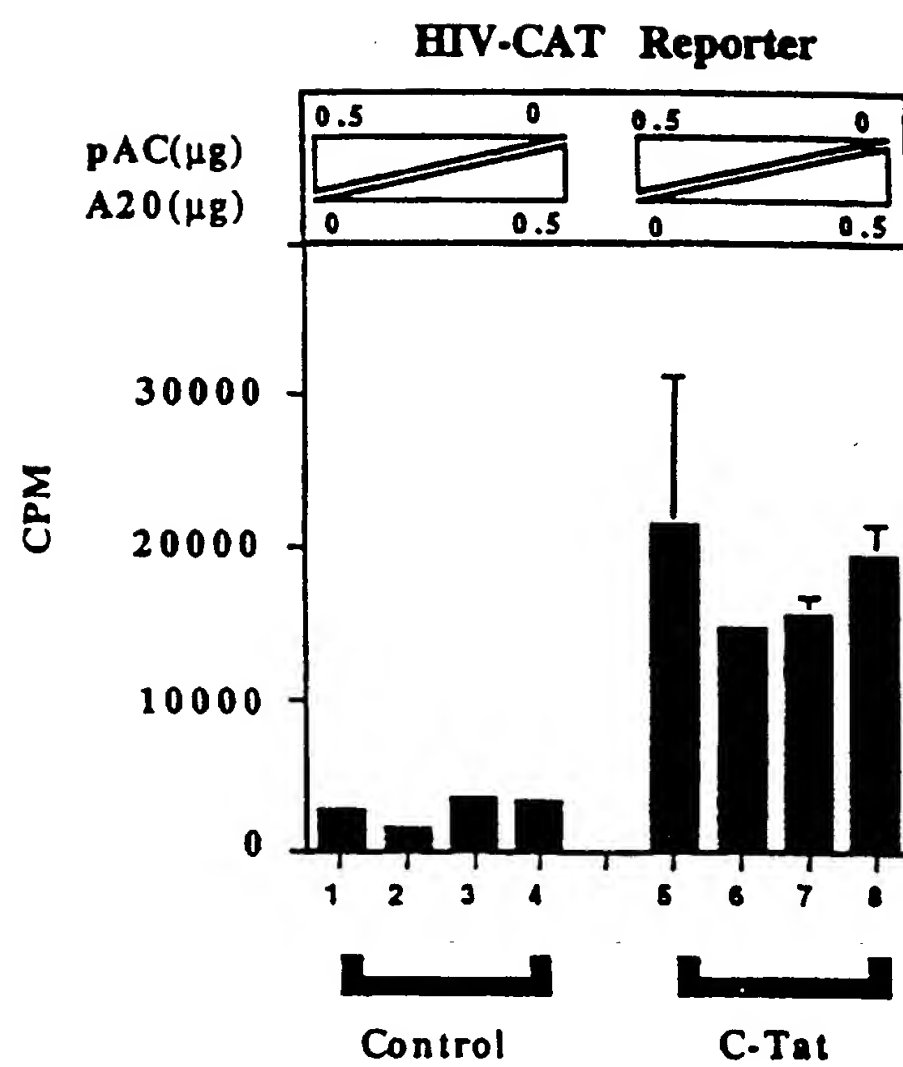 HIV-CAT Reporter
0.5 0 0.5 0
pAC(µg)
A20(µg)
0 0.5 0 0.5
30000
20000
10000
0
CPM
1 2 3 4 5 6 7 8
Control C-Tat